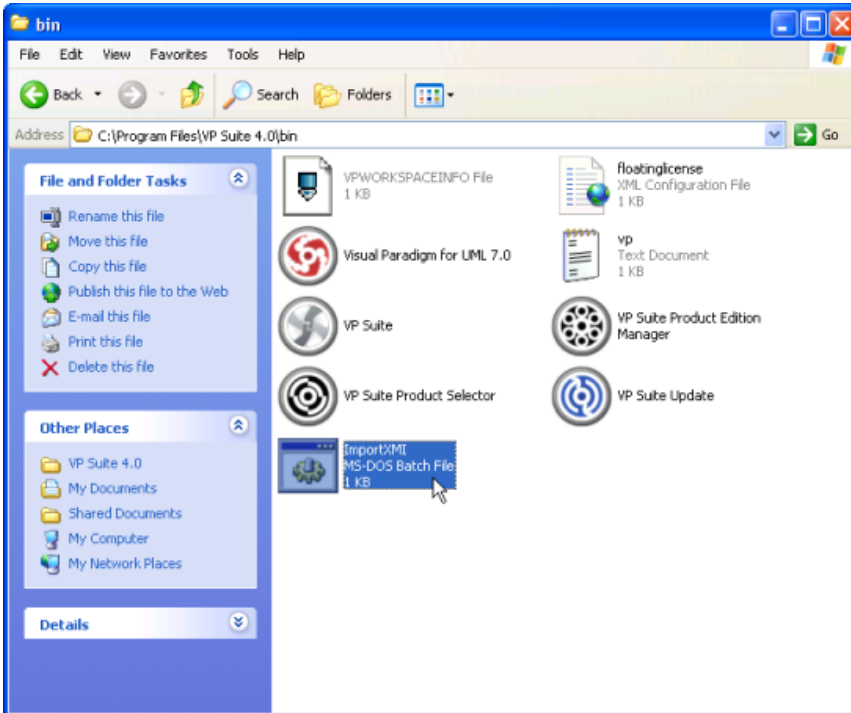 bin
File Edit View Favorites Tools Help
Back Search Folders
Address C:\Program Files\VP Suite 4.0\bin Go
File and Folder Tasks
Rename this file
Move this file
Copy this file
Publish this file to the Web
E-mail this file
Print this file
Delete this file
Other Places
VP Suite 4.0
My Documents
Shared Documents
My Computer
My Network Places
Details
VPWORKSPACEINFO File
1 KB
floatinglicense
XML Configuration File
1 KB
Visual Paradigm for UML 7.0
vp
Text Document
1 KB
VP Suite
VP Suite Product Edition
Manager
VP Suite Product Selector
VP Suite Update
ImportXMI
MS-DOS Batch File
1 KB